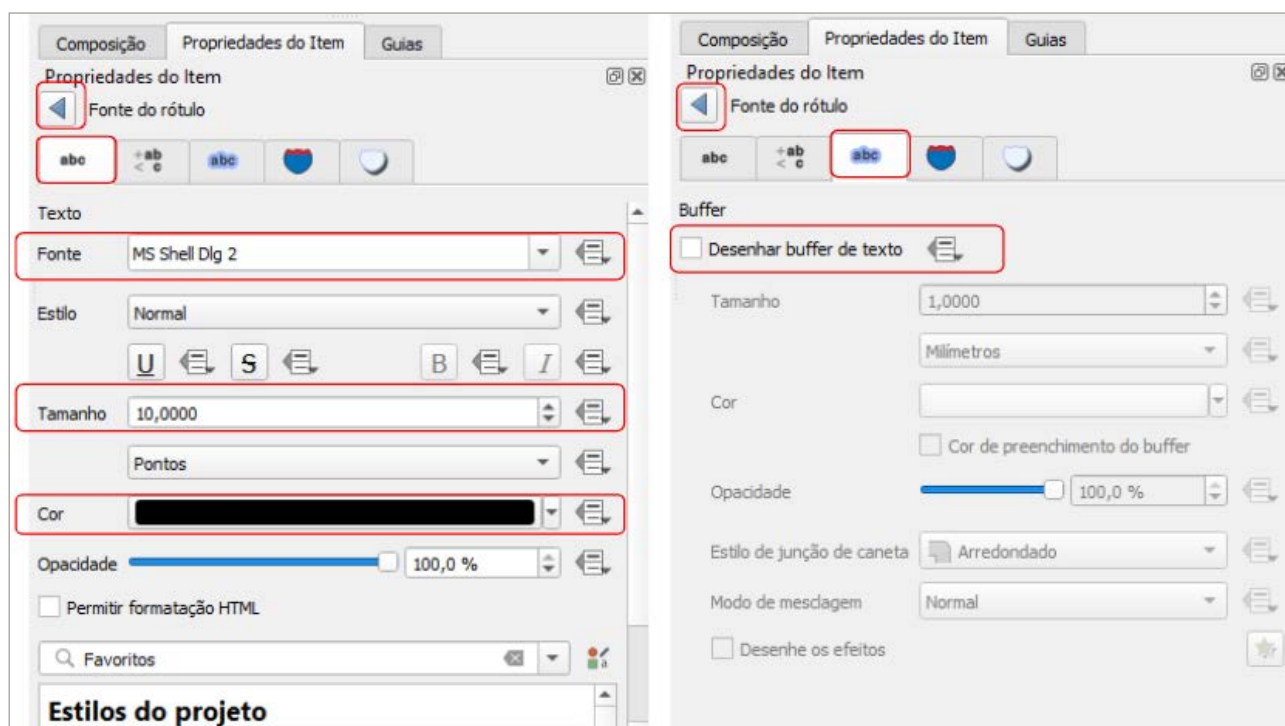 Composição Propriedades do Item Guias
Propriedades do Item
Fonte do rótulo
abc +ab < c abc
Texto
Fonte MS Shell Dlg 2
Estilo Normal
U S B I
Tamanho 10,0000
Pontos
Cor
Opacidade 100,0 %
Permitir formatação HTML
Favoritos
Estilos do projeto
Composição Propriedades do Item Guias
Propriedades do Item
Fonte do rótulo
abc +ab < c abc
Buffer
Desenhar buffer de texto
Tamanho 1,0000
Milímetros
Cor
Cor de preenchimento do buffer
Opacidade 100,0 %
Estilo de junção de caneta Arredondado
Modo de mesclagem Normal
Desenhe os efeitos